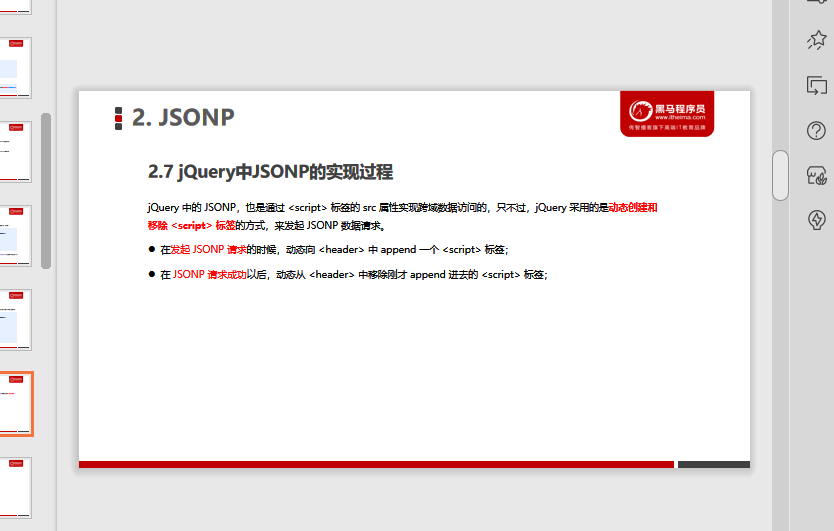 2. JSONP
黑马程序员
www.itheima.com
传智播客旗下高端IT教育品牌
2.7 jQuery中JSONP的实现过程
jQuery 中的 JSONP，也是通过 <script> 标签的 src 属性实现跨域数据访问的，只不过，jQuery 采用的是动态创建和
移除 <script> 标签的方式，来发起 JSONP 数据请求。
● 在发起 JSONP 请求的时候，动态向 <header> 中 append 一个 <script> 标签；
● 在 JSONP 请求成功以后，动态从 <header> 中移除刚才 append 进去的 <script> 标签；